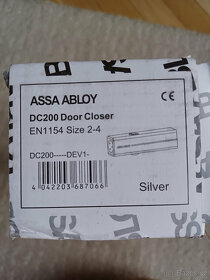 ASSA ABLOY
CE
DC200 Door Closer
EN1154 Size 2-4
DC200-----DEV1-
4 042203 687066
Silver